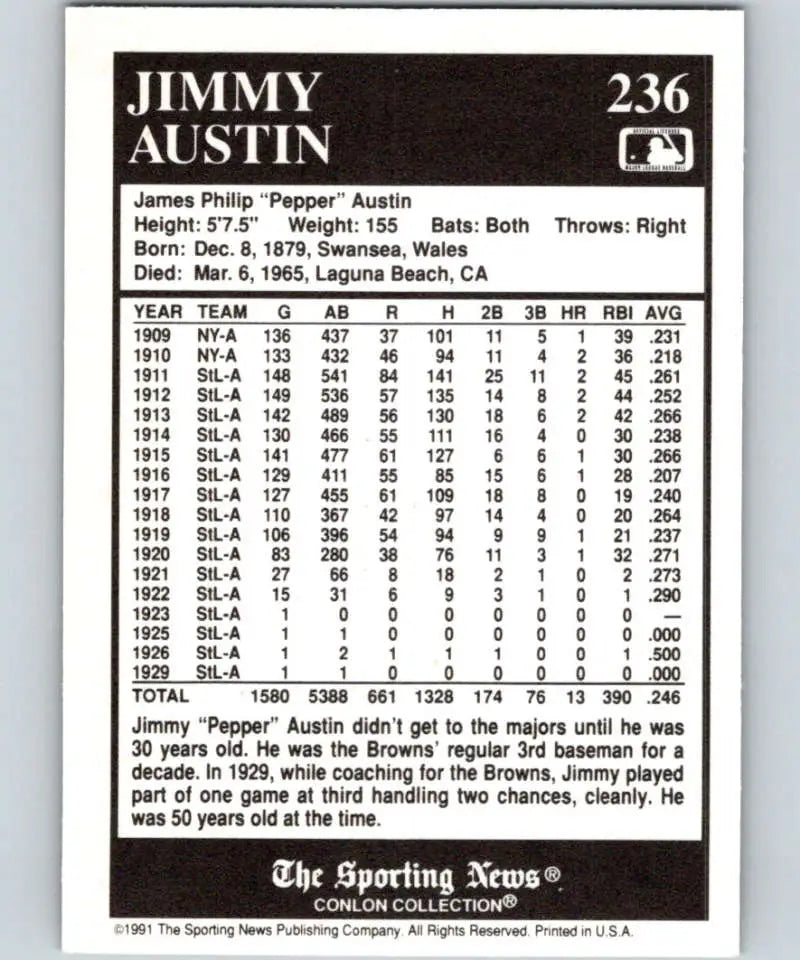 JIMMY
AUSTIN
236
James Philip "Pepper" Austin
Height: 5'7.5" Weight: 155 Bats: Both Throws: Right
Born: Dec. 8, 1879, Swansea, Wales
Died: Mar. 6, 1965, Laguna Beach, CA
YEAR TEAM G AB R H 2B 3B HR RBI AVG
1909 NY-A 136 437 37 101 11 5 1 39 .231
1910 NY-A 133 432 46 94 11 4 2 36 .218
1911 StL-A 148 541 84 141 25 11 2 45 .261
1912 StL-A 149 536 57 135 14 8 2 44 .252
1913 StL-A 142 489 56 130 18 6 2 42 .266
1914 StL-A 130 466 55 111 16 4 0 30 .238
1915 StL-A 141 477 61 127 6 6 1 30 .266
1916 StL-A 129 411 55 85 15 6 1 28 .207
1917 StL-A 127 455 61 109 18 8 0 19 .240
1918 StL-A 110 367 42 97 14 4 0 20 .264
1919 StL-A 106 396 54 94 9 9 1 21 .237
1920 StL-A 83 280 38 76 11 3 1 32 .271
1921 StL-A 27 66 8 18 2 1 0 2 .273
1922 StL-A 15 31 6 9 3 1 0 1 .290
1923 StL-A 1 0 0 0 0 0 0 0 —
1925 StL-A 1 1 0 0 0 0 0 0 .000
1926 StL-A 1 2 1 1 1 0 0 1 .500
1929 StL-A 1 1 0 0 0 0 0 0 .000
TOTAL 1580 5388 661 1328 174 76 13 390 .246
Jimmy "Pepper" Austin didn't get to the majors until he was
30 years old. He was the Browns' regular 3rd baseman for a
decade. In 1929, while coaching for the Browns, Jimmy played
part of one game at third handling two chances, cleanly. He
was 50 years old at the time.
The Sporting News®
CONLON COLLECTION®
©1991 The Sporting News Publishing Company. All Rights Reserved. Printed in U.S.A.